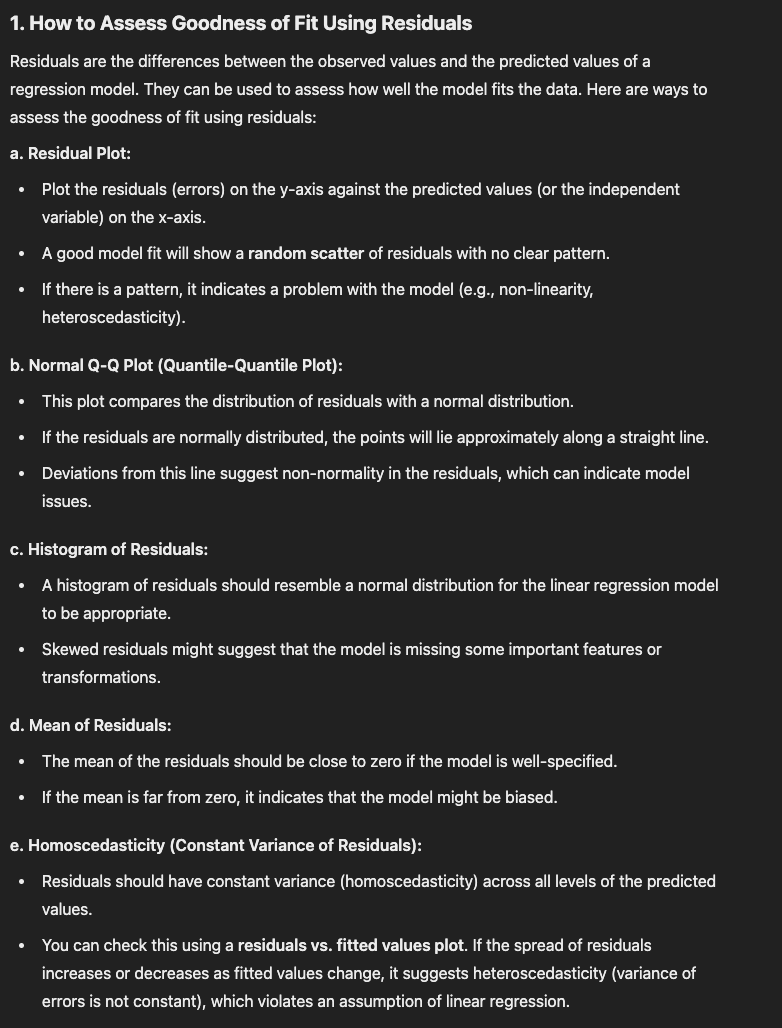 1. How to Assess Goodness of Fit Using Residuals
Residuals are the differences between the observed values and the predicted values of a
regression model. They can be used to assess how well the model fits the data. Here are ways to
assess the goodness of fit using residuals:
a. Residual Plot:
• Plot the residuals (errors) on the y-axis against the predicted values (or the independent
variable) on the x-axis.
• A good model fit will show a random scatter of residuals with no clear pattern.
• If there is a pattern, it indicates a problem with the model (e.g., non-linearity,
heteroscedasticity).
b. Normal Q-Q Plot (Quantile-Quantile Plot):
• This plot compares the distribution of residuals with a normal distribution.
• If the residuals are normally distributed, the points will lie approximately along a straight line.
• Deviations from this line suggest non-normality in the residuals, which can indicate model
issues.
c. Histogram of Residuals:
• A histogram of residuals should resemble a normal distribution for the linear regression model
to be appropriate.
• Skewed residuals might suggest that the model is missing some important features or
transformations.
d. Mean of Residuals:
• The mean of the residuals should be close to zero if the model is well-specified.
• If the mean is far from zero, it indicates that the model might be biased.
e. Homoscedasticity (Constant Variance of Residuals):
• Residuals should have constant variance (homoscedasticity) across all levels of the predicted
values.
• You can check this using a residuals vs. fitted values plot. If the spread of residuals
increases or decreases as fitted values change, it suggests heteroscedasticity (variance of
errors is not constant), which violates an assumption of linear regression.